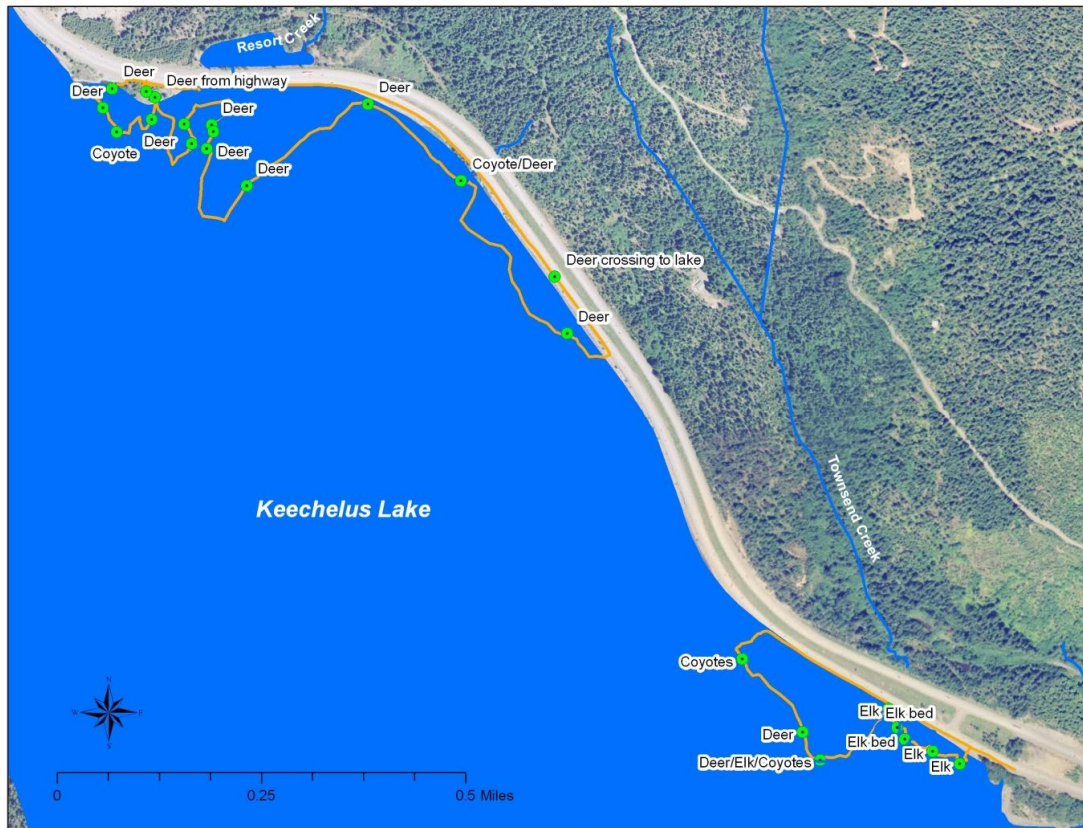 Resort Creek
Deer
Deer from highway
Deer
Deer
Deer
Coyote
Deer
Deer
Deer
Coyote/Deer
Deer crossing to lake
Deer
Keechelus Lake
Townsend Creek
Coyotes
Elk
Elk bed
Deer
Elk bed
Deer/Elk/Coyotes
Elk
Elk
N
W
E
S
0
0.25
0.5 Miles